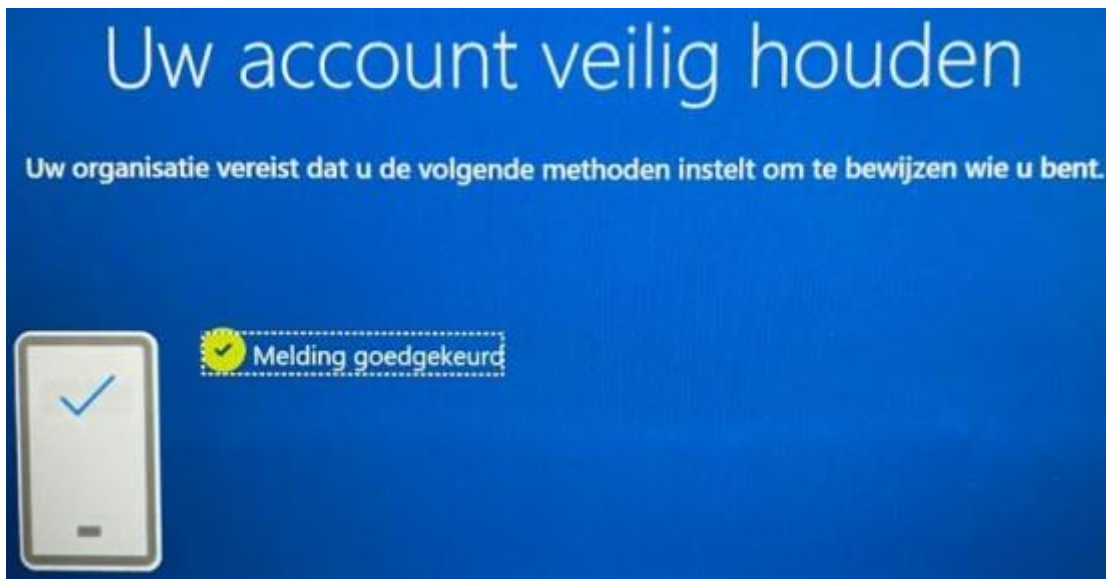 Uw account veilig houden
Uw organisatie vereist dat u de volgende methoden instelt om te bewijzen wie u bent.
Melding goedgekeurd